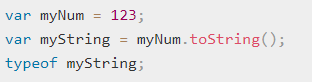 var myNum = 123;
var myString = myNum.toString();
typeof myString;